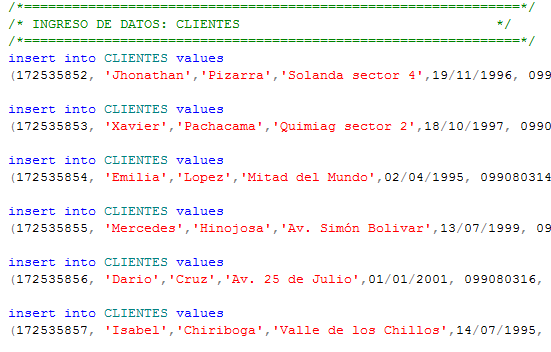 /*==============================================================*/
/* INGRESO DE DATOS: CLIENTES                                */
/*==============================================================*/
insert into CLIENTES values
(172535852, 'Jhonathan','Pizarra','Solanda sector 4',19/11/1996, 099
insert into CLIENTES values
(172535853, 'Xavier','Pachacama','Quimiag sector 2',18/10/1997, 0990
insert into CLIENTES values
(172535854, 'Emilia','Lopez','Mitad del Mundo',02/04/1995, 099080314
insert into CLIENTES values
(172535855, 'Mercedes','Hinojosa','Av. Simón Bolivar',13/07/1999, 09
insert into CLIENTES values
(172535856, 'Dario','Cruz','Av. 25 de Julio',01/01/2001, 099080316,
insert into CLIENTES values
(172535857, 'Isabel','Chiriboga','Valle de los Chillos',14/07/1995,